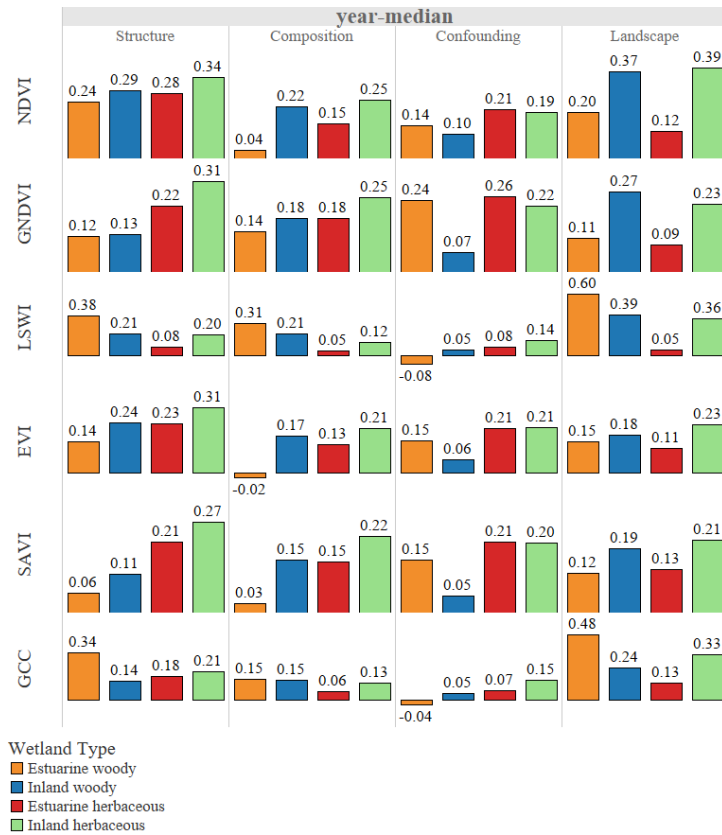 year-median
Structure Composition Confounding Landscape
NDVI
0.24 0.29 0.28 0.34 0.04 0.22 0.15 0.25 0.14 0.10 0.21 0.19 0.20 0.37 0.12 0.39
GNDVI
0.12 0.13 0.22 0.31 0.14 0.18 0.18 0.25 0.24 0.07 0.26 0.22 0.11 0.27 0.09 0.23
LSWI
0.38 0.21 0.08 0.20 0.31 0.21 0.05 0.12 -0.08 0.05 0.08 0.14 0.60 0.39 0.05 0.36
EVI
0.14 0.24 0.23 0.31 -0.02 0.17 0.13 0.21 0.15 0.06 0.21 0.21 0.15 0.18 0.11 0.23
SAVI
0.06 0.11 0.21 0.27 0.03 0.15 0.15 0.22 0.15 0.05 0.21 0.20 0.12 0.19 0.13 0.21
GCC
0.34 0.14 0.18 0.21 0.15 0.15 0.06 0.13 -0.04 0.05 0.07 0.15 0.48 0.24 0.13 0.33
Wetland Type
Estuarine woody
Inland woody
Estuarine herbaceous
Inland herbaceous